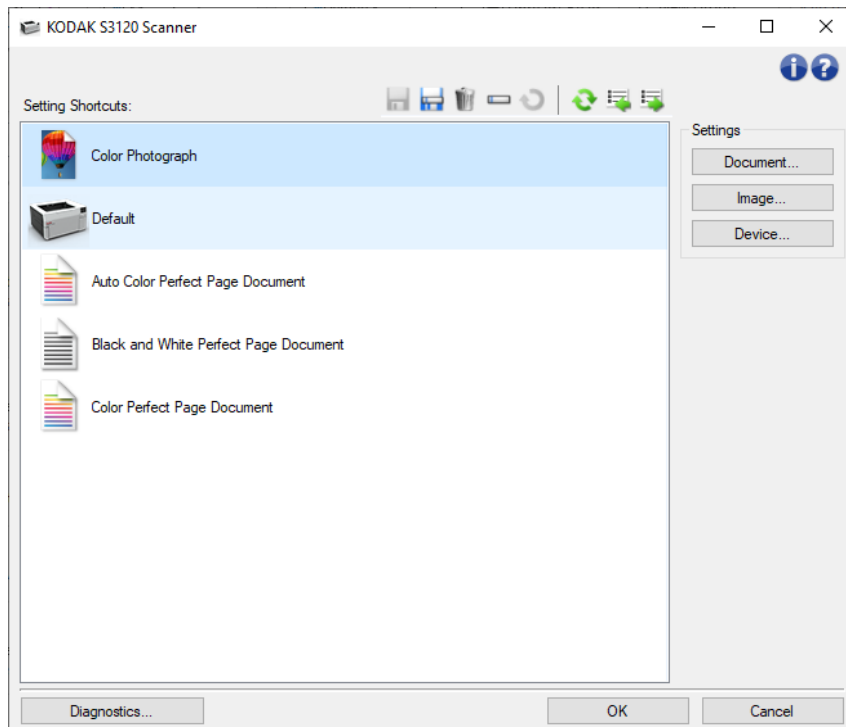 KODAK S3120 Scanner
Setting Shortcuts:
Color Photograph
Default
Auto Color Perfect Page Document
Black and White Perfect Page Document
Color Perfect Page Document
Settings
Document...
Image...
Device...
Diagnostics...
OK
Cancel